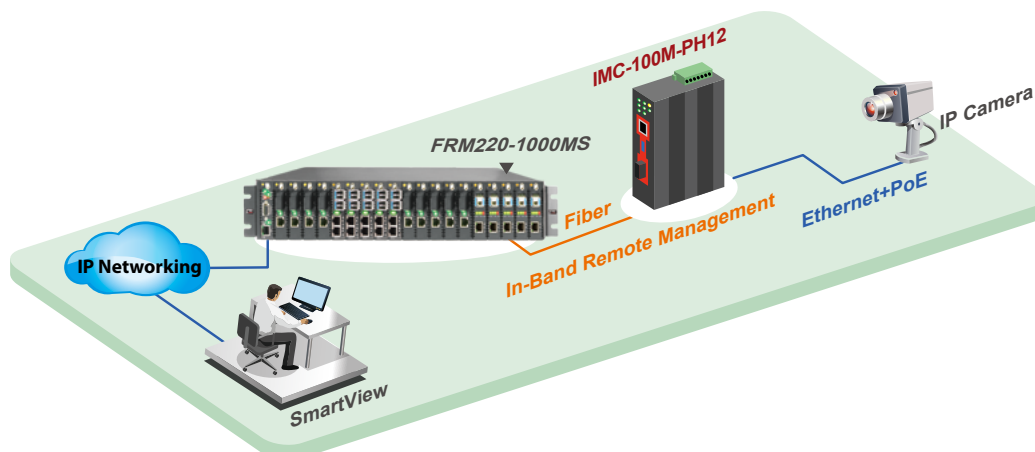 IMC-100M-PH12
IP Camera
FRM220-1000MS
Fiber
Ethernet+PoE
In-Band Remote Management
IP Networking
SmartView